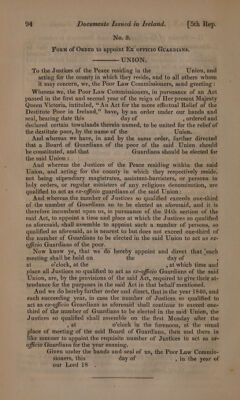 94 Documents Issued in Ireland. [5th Rep.
No. 9.
FORM OF ORDER to appoint EX OFFICIO GUARDIANS.
——— UNION.
To the Justices of the Peace residing in the Union, and
acting for the county in which they reside, and to all others whom
it may concern, we, the Poor Law Commissioners, send greeting:
Whereas we, the Poor Law Commissioners, in pursuance of an Act
passed in the first and second year of the reign of Her present Majesty
Queen Victoria, intituled, “An Act for the more effectual Relief of the
Destitute Poor in Ireland,” have, by an order under our hands and
seal, bearing date this day of , ordered and
declared certain townlands therein named, to be united for the relief of
the destitute poor, by the name of the Union.
And whereas we have, in and by the same order, further directed
that a Board of Guardians of the poor of the said Union should
be constituted, and that Guardians should be elected for
the said Union:
And whereas the Justices of the Peace residing within the said
Union, and acting for the county in which they respectively reside,
not being stipendiary magistrates, assistant-barristers, or persons in
holy orders, or regular ministers of any religious denomination, are
qualified to act as ex-officio guardians of the said Union:
And whereas the number of Justices so qualified exceeds one-third
of the number of Guardians so to be elected as aforesaid, and it is
therefore incumbent upon us, in pursuance of the 24th section of the
said Act, to appoint a time and place at which the Justices so qualified
as aforesaid, shall assemble to appoint such a number of persons, so
qualified as aforesaid, as is nearest to but does not exceed one-third of
the number of Guardians to be elected in the said Union to act as ex-
officio Guardians of the poor.
Now know ye, that we do hereby appoint and direct that such
meeting shall be held on the day of
at o'clock, at the , at which time and
place all Justices so qualified to act as ex-officio Guardians of the said
Union, are, by the provisions of the said Act, required to give their at-
tendance for the purposes in the said Act in that behalf mentioned.
And we do hereby further order and direct, that in the year 1840, and
each succeeding year, in case the number of Justices so qualified to
act as ex-officio Guardians as aforesaid shall continue to exceed one-
third of the number of Guardians to be elected in the said Union, the
Justices so qualified shall assemble on the first Monday after the
, at o'clock in the forenoon, at the usual
place of meeting of the said Board of Guardians, then and there in
like manner to appoint the requisite number of Justices to act as ex-
officio Guardians for the year ensuing.
Given under the hands and seal of us, the Poor Law Commis-
sioners, this day of , in the year of
our Lord 18 .